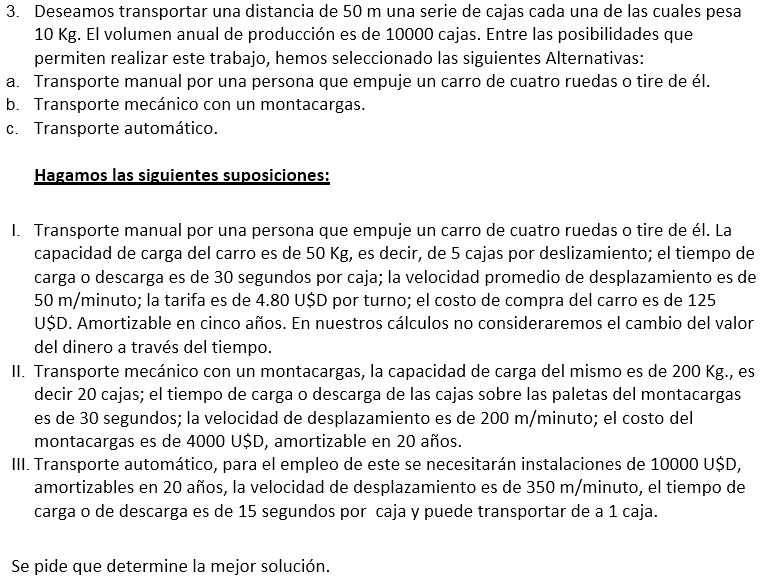 3. Deseamos transportar una distancia de 50 m una serie de cajas cada una de las cuales pesa
10 Kg. El volumen anual de producción es de 10000 cajas. Entre las posibilidades que
permiten realizar este trabajo, hemos seleccionado las siguientes Alternativas:
a. Transporte manual por una persona que empuje un carro de cuatro ruedas o tire de él.
b. Transporte mecánico con un montacargas.
c. Transporte automático.
Hagamos las siguientes suposiciones:
I. Transporte manual por una persona que empuje un carro de cuatro ruedas o tire de él. La
capacidad de carga del carro es de 50 Kg, es decir, de 5 cajas por deslizamiento; el tiempo de
carga o descarga es de 30 segundos por caja; la velocidad promedio de desplazamiento es de
50 m/minuto; la tarifa es de 4.80 U$D por turno; el costo de compra del carro es de 125
U$D. Amortizable en cinco años. En nuestros cálculos no consideraremos el cambio del valor
del dinero a través del tiempo.
II. Transporte mecánico con un montacargas, la capacidad de carga del mismo es de 200 Kg., es
decir 20 cajas; el tiempo de carga o descarga de las cajas sobre las paletas del montacargas
es de 30 segundos; la velocidad de desplazamiento es de 200 m/minuto; el costo del
montacargas es de 4000 U$D, amortizable en 20 años.
III. Transporte automático, para el empleo de este se necesitarán instalaciones de 10000 U$D,
amortizables en 20 años, la velocidad de desplazamiento es de 350 m/minuto, el tiempo de
carga o de descarga es de 15 segundos por caja y puede transportar de a 1 caja.
Se pide que determine la mejor solución.